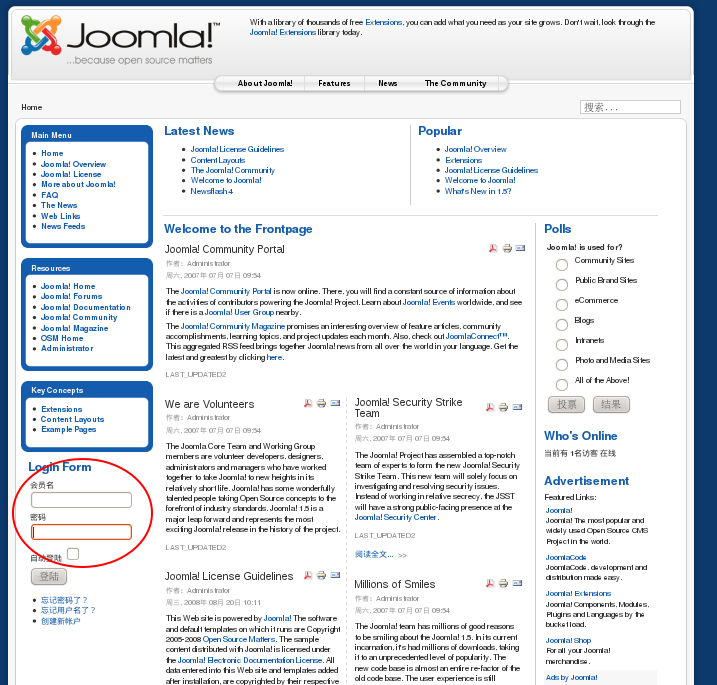 Joomla!™
...because open source matters
With a library of thousands of free Extensions, you can add what you need as your site grows. Don't wait, look through the
Joomla! Extensions library today.
About Joomla!
Features
News
The Community
Home
搜索...
Main Menu
Home
Joomla! Overview
Joomla! License
More about Joomla!
FAQ
The News
Web Links
News Feeds
Resources
Joomla! Home
Joomla! Forums
Joomla! Documentation
Joomla! Community
Joomla! Magazine
OSM Home
Administrator
Key Concepts
Extensions
Content Layouts
Example Pages
Login Form
会员名
密码
自动登陆
登陆
忘记密码了？
忘记用户名了？
创建新帐户
Latest News
Joomla! License Guidelines
Content Layouts
The Joomla! Community
Welcome to Joomla!
Newsflash 4
Popular
Joomla! Overview
Extensions
Joomla! License Guidelines
Welcome to Joomla!
What's New in 1.5?
Welcome to the Frontpage
Joomla! Community Portal
作者: Administrator
周六, 2007年 07月 07日 09:54
The Joomla! Community Portal is now online. There, you will find a constant source of information about
the activities of contributors powering the Joomla! Project. Learn about Joomla! Events worldwide, and see
if there is a Joomla! User Group nearby.
The Joomla! Community Magazine promises an interesting overview of feature articles, community
accomplishments, learning topics, and project updates each month. Also, check out JoomlaConnect™.
This aggregated RSS feed brings together Joomla! news from all over the world in your language. Get the
latest and greatest by clicking here.
LAST_UPDATED2
We are Volunteers
作者: Administrator
周六, 2007年 07月 07日 09:54
The Joomla Core Team and Working Group
members are volunteer developers, designers,
administrators and managers who have worked
together to take Joomla! to new heights in its
relatively short life. Joomla! has some wonderfully
talented people taking Open Source concepts to the
forefront of industry standards. Joomla! 1.5 is a
major leap forward and represents the most
exciting Joomla! release in the history of the project.
LAST_UPDATED2
Joomla! License Guidelines
作者: Administrator
周三, 2008年 08月 20日 10:11
This Web site is powered by Joomla! The software
and default templates on which it runs are Copyright
2005-2008 Open Source Matters. The sample
content distributed with Joomla! is licensed under
the Joomla! Electronic Documentation License. All
data entered into this Web site and templates added
after installation, are copyrighted by their respective
Joomla! Security Strike
Team
作者: Administrator
周六, 2007年 07月 07日 09:54
The Joomla! Project has assembled a top-notch
team of experts to form the new Joomla! Security
Strike Team. This new team will solely focus on
investigating and resolving security issues.
Instead of working in relative secrecy, the JSST
will have a strong public-facing presence at the
Joomla! Security Center.
LAST_UPDATED2
阅读全文... >>
Millions of Smiles
作者: Administrator
周六, 2007年 07月 07日 09:54
The Joomla! team has millions of good reasons
to be smiling about the Joomla! 1.5. In its current
incarnation, it's had millions of downloads, taking
it to an unprecedented level of popularity. The
new code base is almost an entire re-factor of the
old code base. The user experience is still
Polls
Joomla! is used for?
Community Sites
Public Brand Sites
eCommerce
Blogs
Intranets
Photo and Media Sites
All of the Above!
投票
结果
Who's Online
当前有 1名访客 在线
Advertisement
Featured Links:
Joomla!
Joomla! The most popular and
widely used Open Source CMS
Project in the world.
JoomlaCode
JoomlaCode, development and
distribution made easy.
Joomla! Extensions
Joomla! Components, Modules,
Plugins and Languages by the
bucket load.
Joomla! Shop
For all your Joomla!
merchandise.
Ads by Joomla!